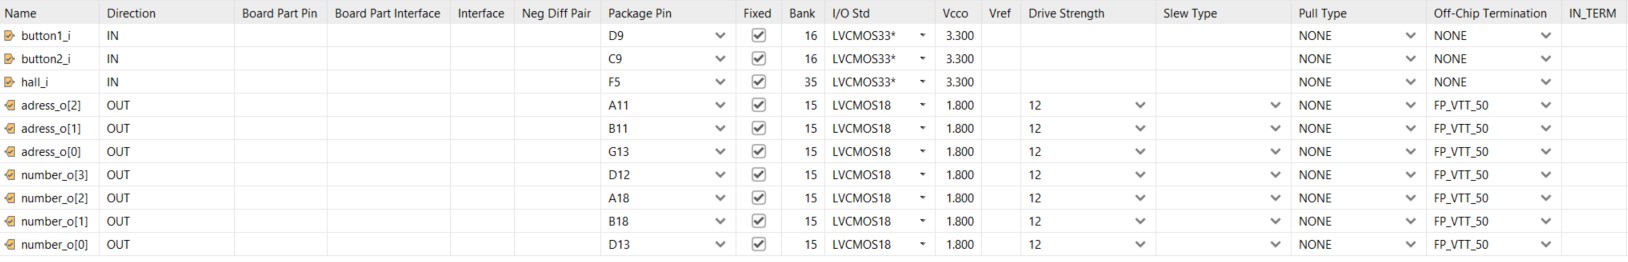 Name Direction Board Part Pin Board Part Interface Interface Neg Diff Pair Package Pin Fixed Bank I/O Std Vcco Vref Drive Strength Slew Type Pull Type Off-Chip Termination IN_TERM
button1_i IN D9 16 LVCMOS33* 3.300 NONE NONE
button2_i IN C9 16 LVCMOS33* 3.300 NONE NONE
hall_i IN F5 35 LVCMOS33* 3.300 NONE NONE
adress_o[2] OUT A11 15 LVCMOS18 1.800 12 NONE FP_VTT_50
adress_o[1] OUT B11 15 LVCMOS18 1.800 12 NONE FP_VTT_50
adress_o[0] OUT G13 15 LVCMOS18 1.800 12 NONE FP_VTT_50
number_o[3] OUT D12 15 LVCMOS18 1.800 12 NONE FP_VTT_50
number_o[2] OUT A18 15 LVCMOS18 1.800 12 NONE FP_VTT_50
number_o[1] OUT B18 15 LVCMOS18 1.800 12 NONE FP_VTT_50
number_o[0] OUT D13 15 LVCMOS18 1.800 12 NONE FP_VTT_50